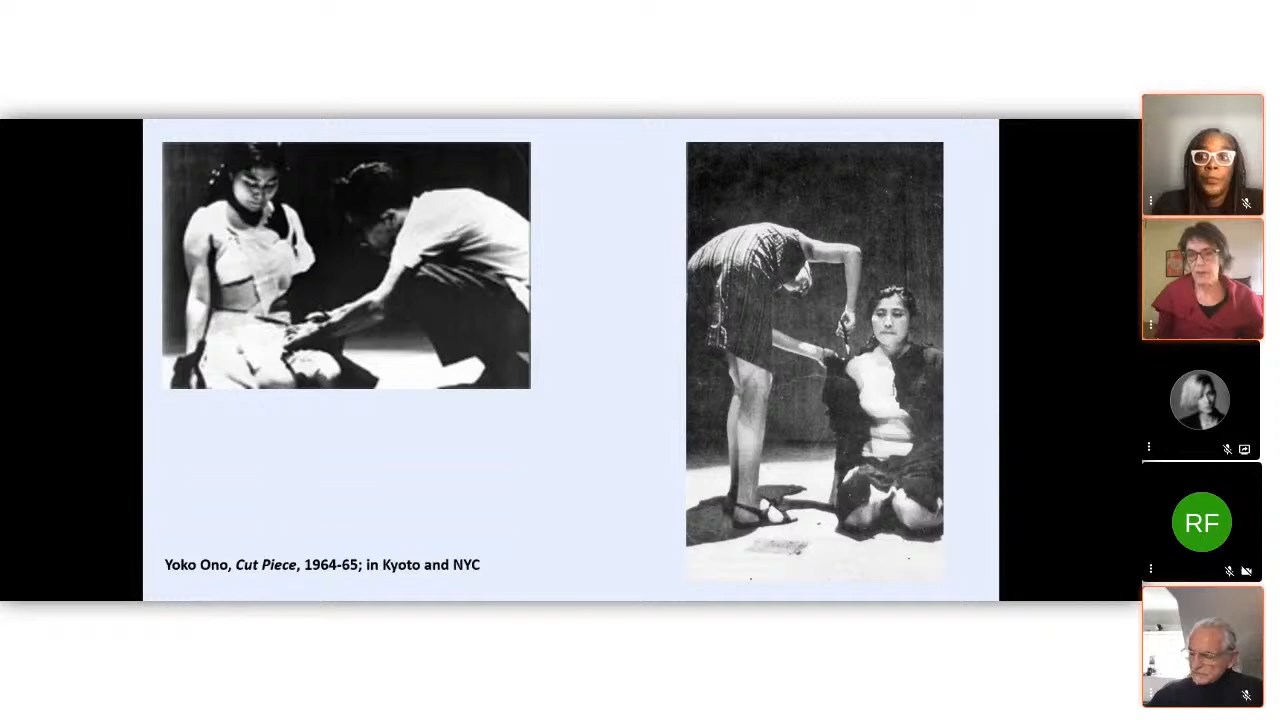 Yoko Ono, Cut Piece, 1964-65; in Kyoto and NYC
RF